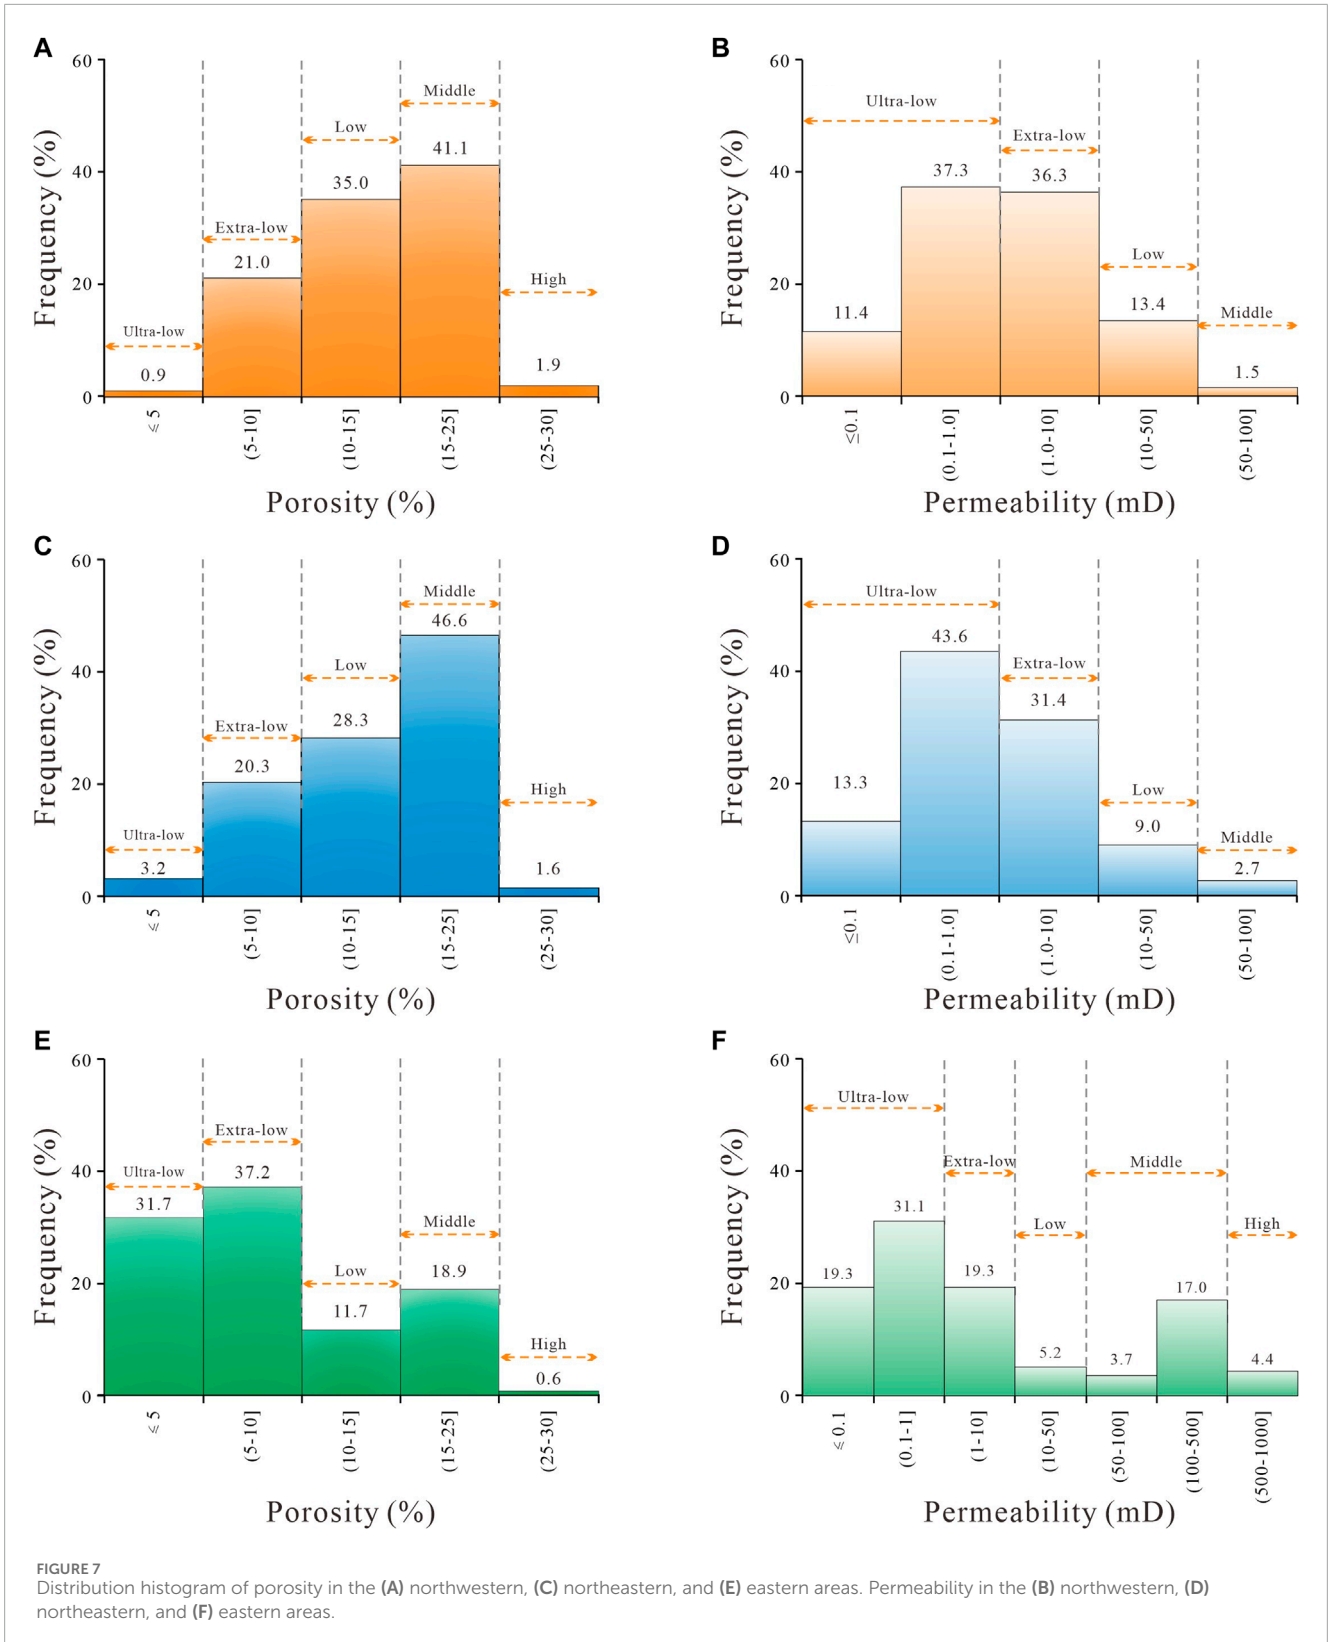 A
60
40
20
0
Frequency (%)
Ultra-low
0.9
Extra-low
21.0
Low
35.0
Middle
41.1
High
1.9
⩽ 5
(5-10]
(10-15]
(15-25]
(25-30]
Porosity (%)
B
60
40
20
0
Frequency (%)
Ultra-low
11.4
37.3
Extra-low
36.3
Low
13.4
Middle
1.5
≤0.1
(0.1-1.0]
(1.0-10]
(10-50]
(50-100]
Permeability (mD)
C
60
40
20
0
Frequency (%)
Ultra-low
3.2
Extra-low
20.3
Low
28.3
Middle
46.6
High
1.6
⩽ 5
(5-10]
(10-15]
(15-25]
(25-30]
Porosity (%)
D
60
40
20
0
Frequency (%)
Ultra-low
13.3
43.6
Extra-low
31.4
Low
9.0
Middle
2.7
≤0.1
(0.1-1.0]
(1.0-10]
(10-50]
(50-100]
Permeability (mD)
E
60
40
20
0
Frequency (%)
Ultra-low
31.7
Extra-low
37.2
Low
11.7
Middle
18.9
High
0.6
⩽ 5
(5-10]
(10-15]
(15-25]
(25-30]
Porosity (%)
F
60
40
20
0
Frequency (%)
Ultra-low
19.3
31.1
Extra-low
19.3
Low
5.2
Middle
3.7
17.0
High
4.4
⩽ 0.1
(0.1-1]
(1-10]
(10-50]
(50-100]
(100-500]
(500-1000]
Permeability (mD)
FIGURE 7
Distribution histogram of porosity in the (A) northwestern, (C) northeastern, and (E) eastern areas. Permeability in the (B) northwestern, (D)
northeastern, and (F) eastern areas.